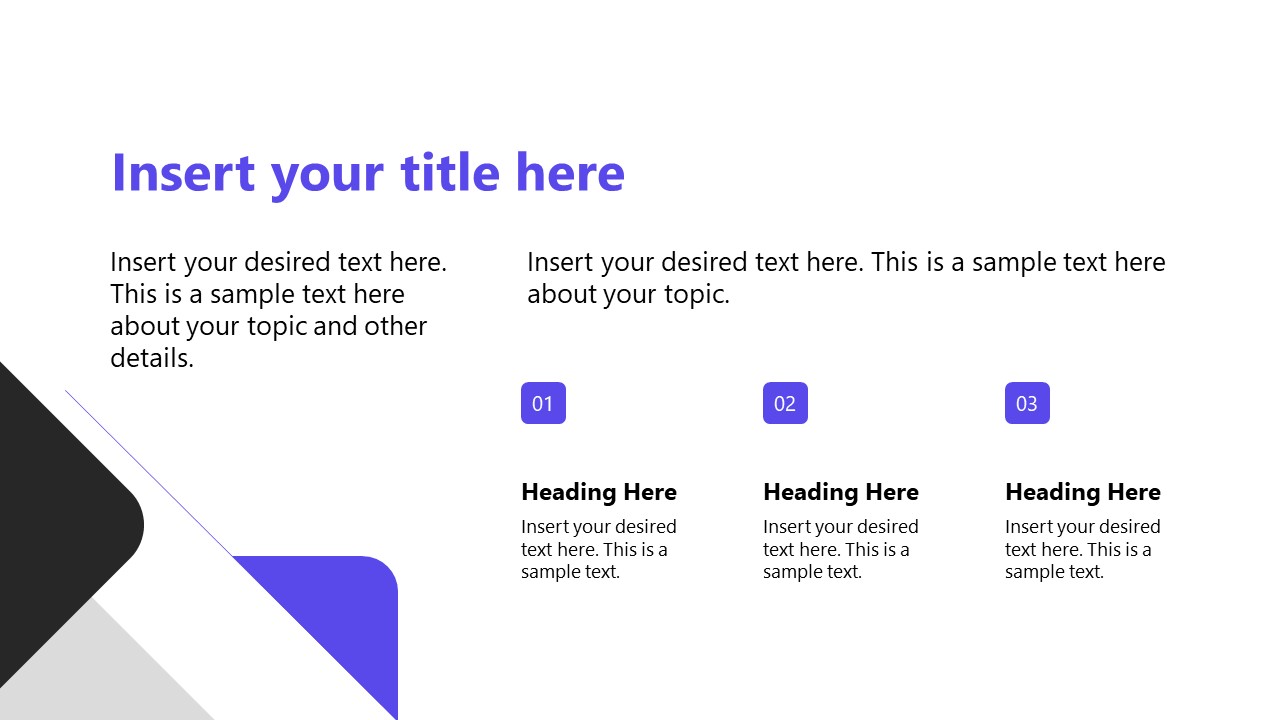 Insert your title here
Insert your desired text here.
This is a sample text here
about your topic and other
details.
Insert your desired text here. This is a sample text here
about your topic.
01
Heading Here
Insert your desired
text here. This is a
sample text.
02
Heading Here
Insert your desired
text here. This is a
sample text.
03
Heading Here
Insert your desired
text here. This is a
sample text.